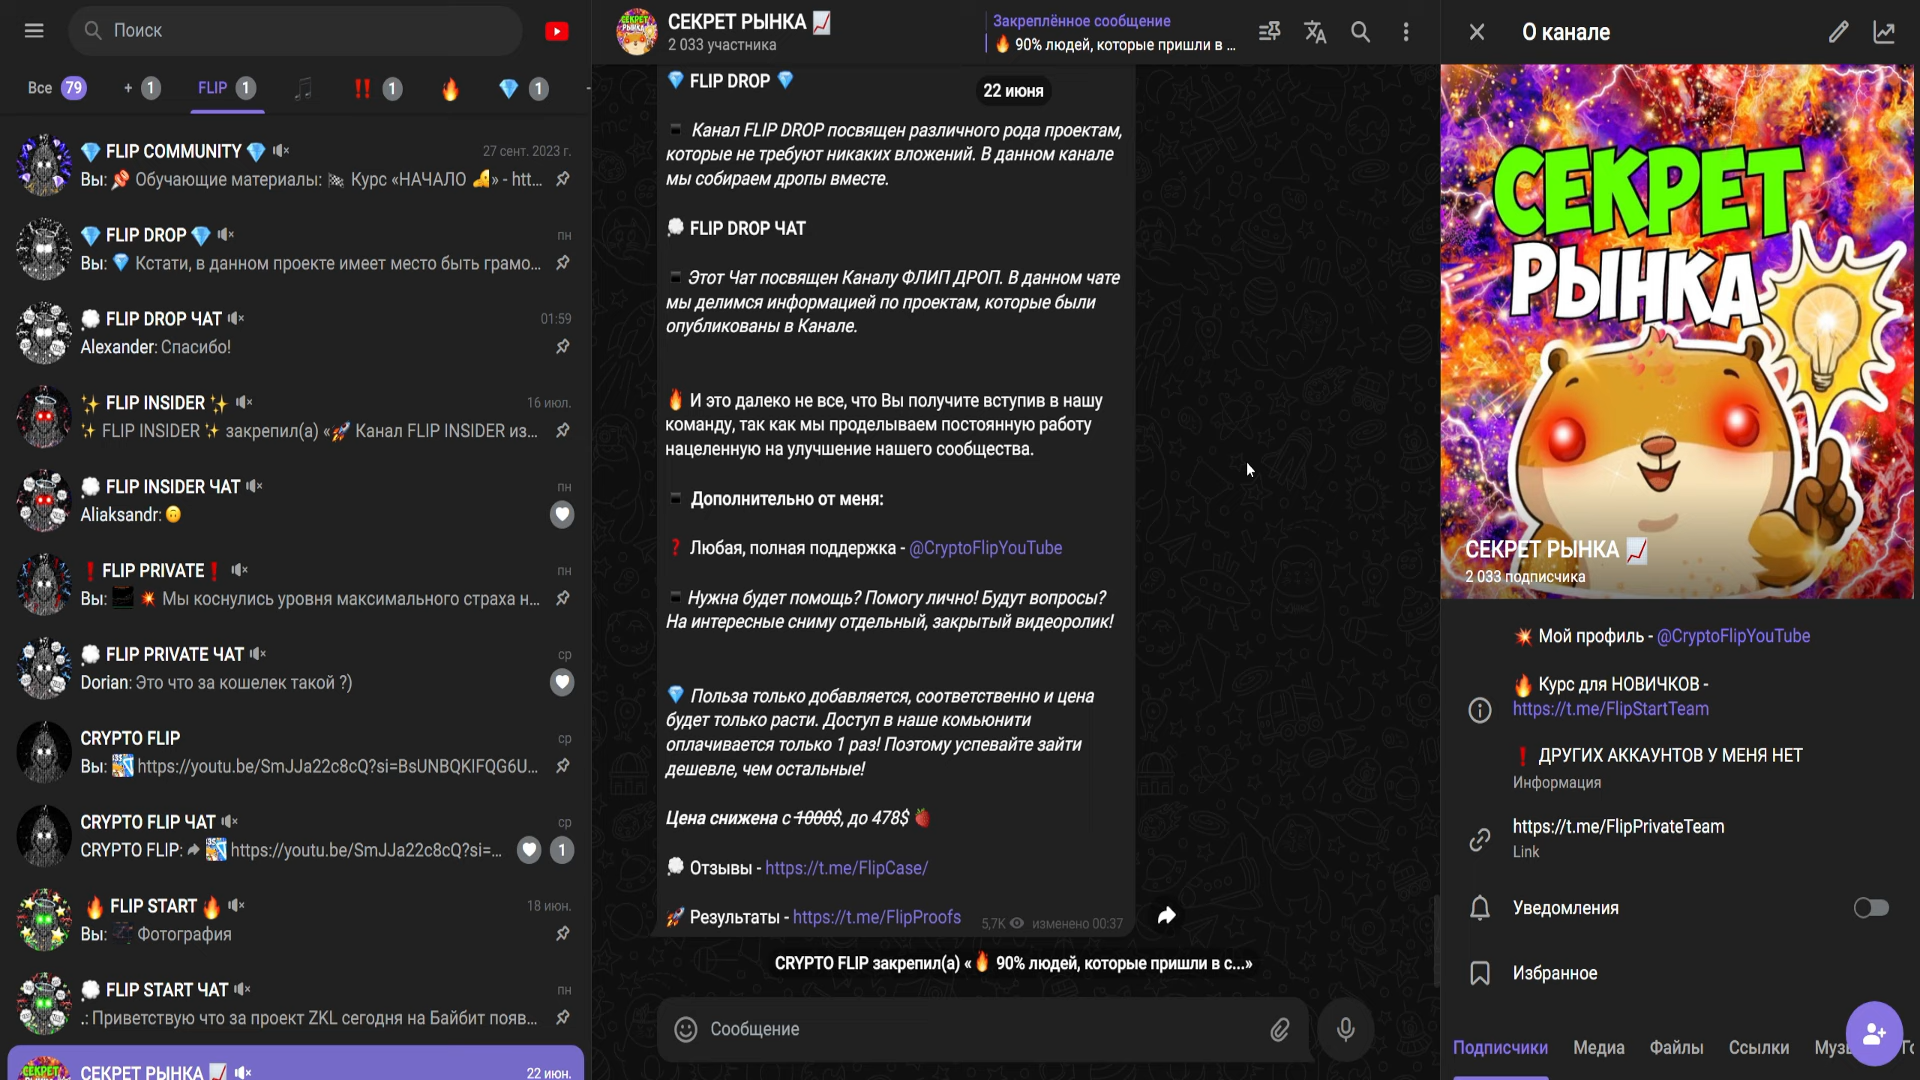 Поиск
Все 79
+ 1
FLIP 1
1
1
FLIP COMMUNITY
27 сент. 2023 г.
Вы: Обучающие материалы: Курс «НАЧАЛО » - htt...
FLIP DROP
пн
Вы: Кстати, в данном проекте имеет место быть грамо...
FLIP DROP ЧАТ
01:59
Alexander: Спасибо!
FLIP INSIDER
16 июл.
FLIP INSIDER закрепил(а) « Канал FLIP INSIDER из...
FLIP INSIDER ЧАТ
пн
Aliaksandr:
FLIP PRIVATE
пн
Вы: Мы коснулись уровня максимального страха н...
FLIP PRIVATE ЧАТ
ср
Dorian: Это что за кошелек такой ?)
CRYPTO FLIP
ср
Вы: https://youtu.be/SmJJa22c8cQ?si=BsUNBQKIFQG6U...
CRYPTO FLIP ЧАТ
ср
CRYPTO FLIP: https://youtu.be/SmJJa22c8cQ?si=...
1
FLIP START
18 июн.
Вы: Фотография
FLIP START ЧАТ
пн
.: Приветствую что за проект ZKL сегодня на Байбит появ...
СЕКРЕТ РЫНКА
22 июн.
СЕКРЕТ РЫНКА
2 033 участника
Закреплённое сообщение
90% людей, которые пришли в ...
22 июня
FLIP DROP
Канал FLIP DROP посвящен различного рода проектам,
которые не требуют никаких вложений. В данном канале
мы собираем дропы вместе.
FLIP DROP ЧАТ
Этот Чат посвящен Каналу ФЛИП ДРОП. В данном чате
мы делимся информацией по проектам, которые были
опубликованы в Канале.
И это далеко не все, что Вы получите вступив в нашу
команду, так как мы проделываем постоянную работу
нацеленную на улучшение нашего сообщества.
Дополнительно от меня:
Любая, полная поддержка - @CryptoFlipYouTube
Нужна будет помощь? Помогу лично! Будут вопросы?
На интересные сниму отдельный, закрытый видеоролик!
Польза только добавляется, соответственно и цена
будет только расти. Доступ в наше комьюнити
оплачивается только 1 раз! Поэтому успевайте зайти
дешевле, чем остальные!
Цена снижена с 1000$, до 478$
Отзывы - https://t.me/FlipCase/
Результаты - https://t.me/FlipProofs
5,7K изменено 00:37
CRYPTO FLIP закрепил(а) « 90% людей, которые пришли в с...»
Сообщение
О канале
СЕКРЕТ
РЫНКА
СЕКРЕТ РЫНКА
2 033 подписчика
Мой профиль - @CryptoFlipYouTube
Курс для НОВИЧКОВ -
https://t.me/FlipStartTeam
ДРУГИХ АККАУНТОВ У МЕНЯ НЕТ
Информация
https://t.me/FlipPrivateTeam
Link
Уведомления
Избранное
Подписчики Медиа Файлы Ссылки